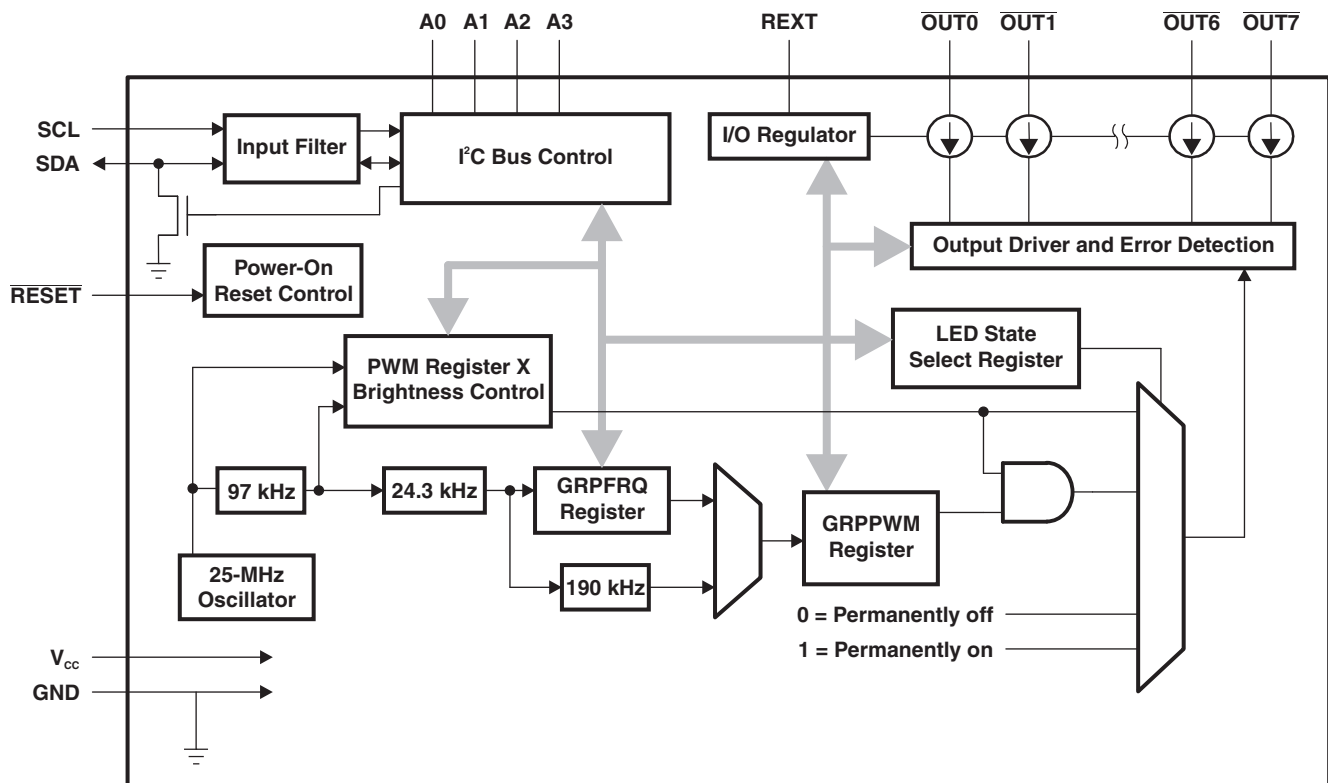 A0 A1 A2 A3 REXT OUT0 OUT1 OUT6 OUT7
SCL
SDA
Input Filter
I²C Bus Control
I/O Regulator
Output Driver and Error Detection
RESET
Power-On
Reset Control
LED State
Select Register
PWM Register X
Brightness Control
97 kHz
24.3 kHz
GRPFRQ
Register
GRPPWM
Register
25-MHz
Oscillator
190 kHz
0 = Permanently off
1 = Permanently on
VCC
GND